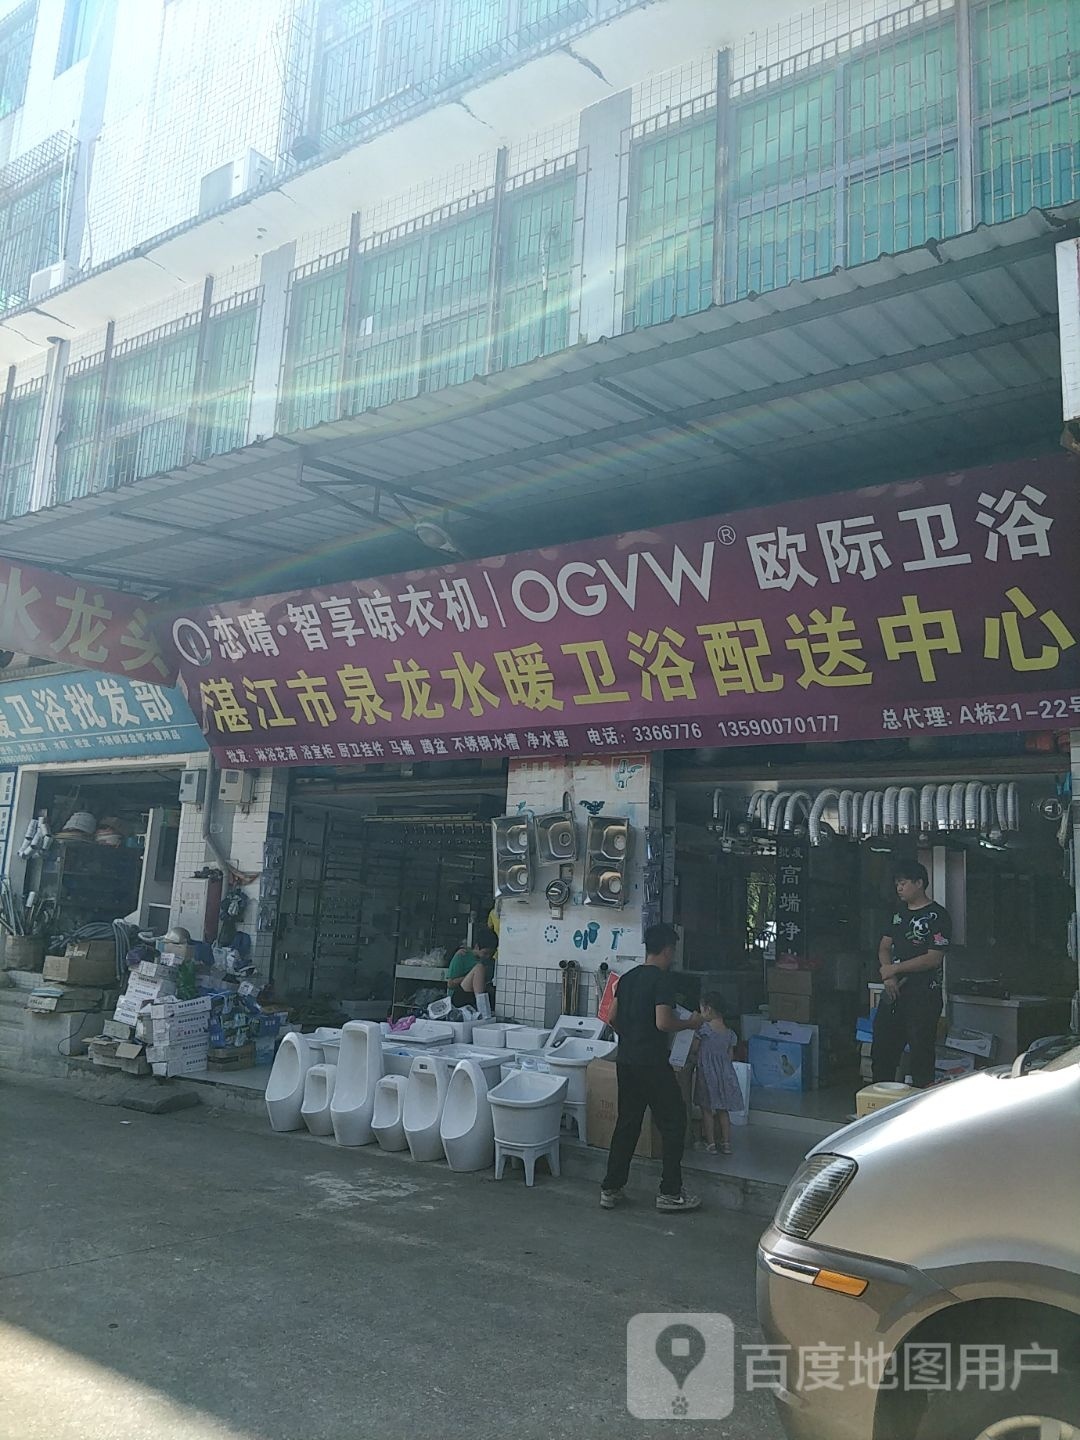 恋晴·智享晾衣机 | OGVW® 欧际卫浴
湛江市泉龙水暖卫浴配送中心
批发：淋浴花洒 浴室柜 厨卫挂件 马桶 蹲盆 不锈钢水槽 净水器 电话：3366776 13590070177 总代理：A栋21-22号
水龙头
暖卫浴批发部
批发
高端净
百度地图用户